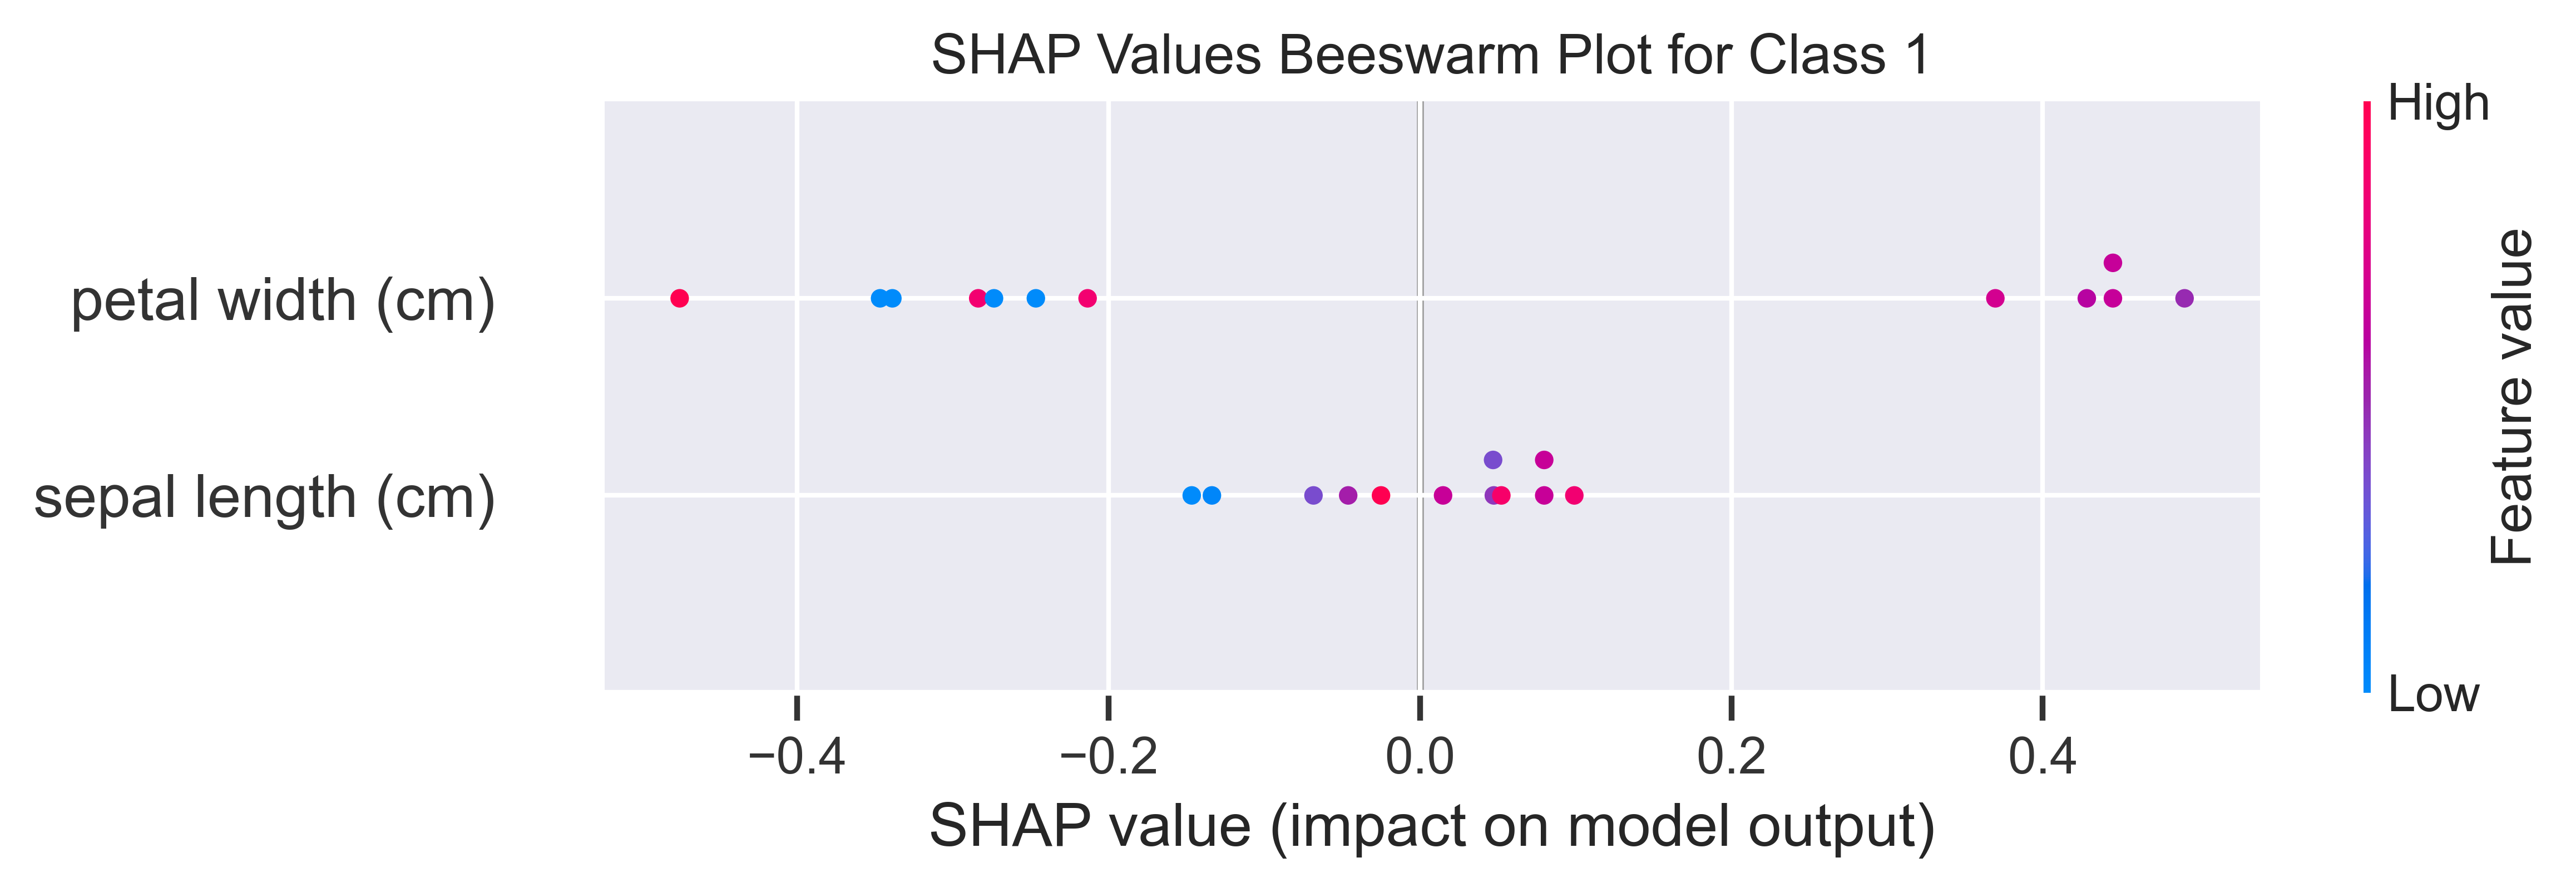 SHAP Values Beeswarm Plot for Class 1
High
petal width (cm)
sepal length (cm)
Feature value
Low
−0.4 −0.2 0.0 0.2 0.4
SHAP value (impact on model output)